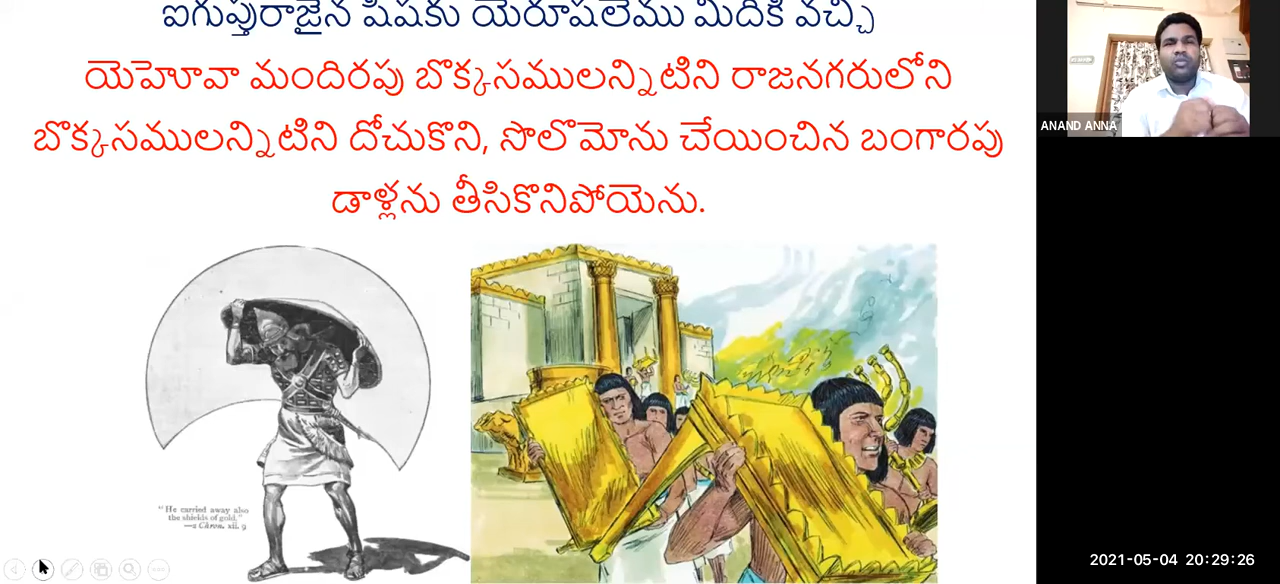 ఐగుప్తురాజైన షీషకు యెరూషలేము మీదికి వచ్చి
యెహోవా మందిరపు బొక్కసములన్నిటిని రాజనగరులోని
బొక్కసములన్నిటిని దోచుకొని, సొలొమోను చేయించిన బంగారపు
డాళ్లను తీసికొనిపోయెను.
"He carried away also
the shields of gold."
—2 Chron. xii. 9
ANAND ANNA
2021-05-04 20:29:26